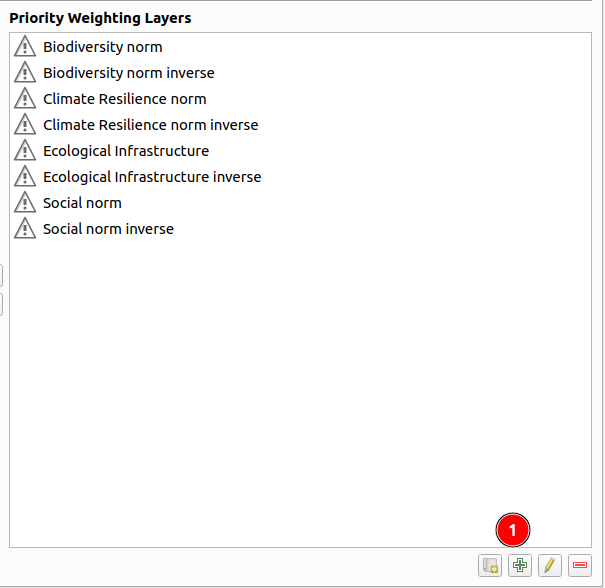 Priority Weighting Layers
Biodiversity norm
Biodiversity norm inverse
Climate Resilience norm
Climate Resilience norm inverse
Ecological Infrastructure
Ecological Infrastructure inverse
Social norm
Social norm inverse
1